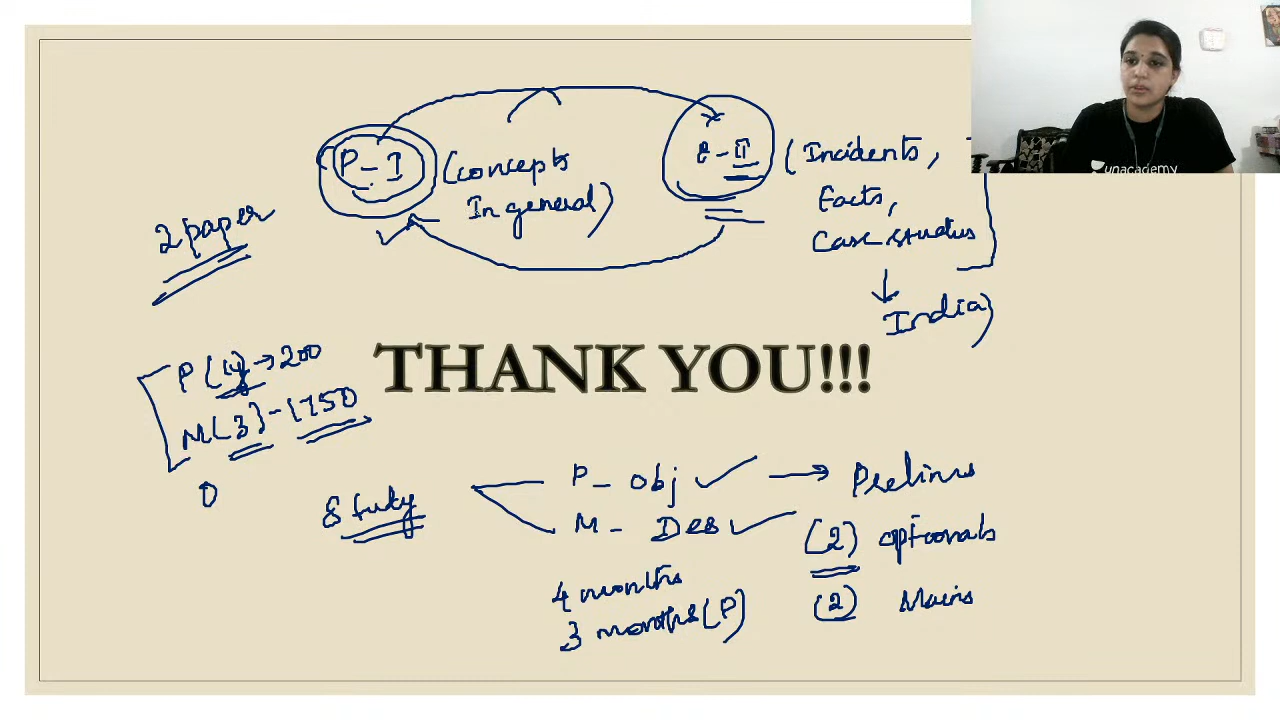 P-I (concepts
In general)
2 paper
P-II (Incidents,
Facts,
Case studies
India)
unacademy
P(1y) → 200
M(3) - 1750
THANK YOU!!!
Study
P - Obj → Prelims
M - Des
(2) optionals
4 months
(2) Mains
3 months (P)